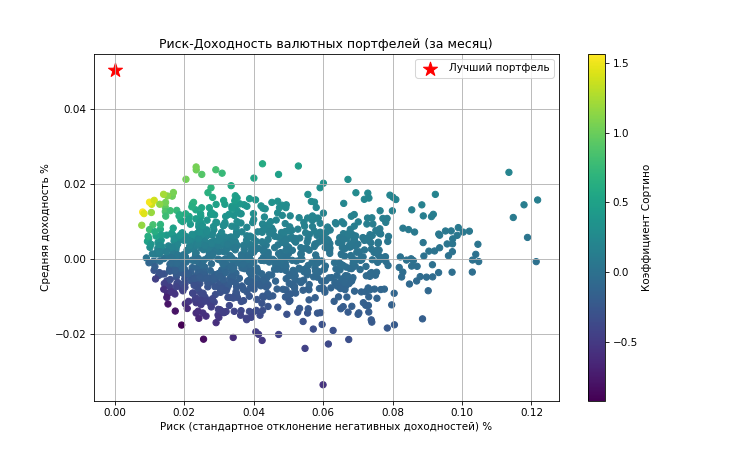 Риск-Доходность валютных портфелей (за месяц)
Лучший портфель
Средняя доходность %
0.04
0.02
0.00
−0.02
0.00 0.02 0.04 0.06 0.08 0.10 0.12
Риск (стандартное отклонение негативных доходностей) %
1.5
1.0
0.5
0.0
−0.5
Коэффициент Сортино